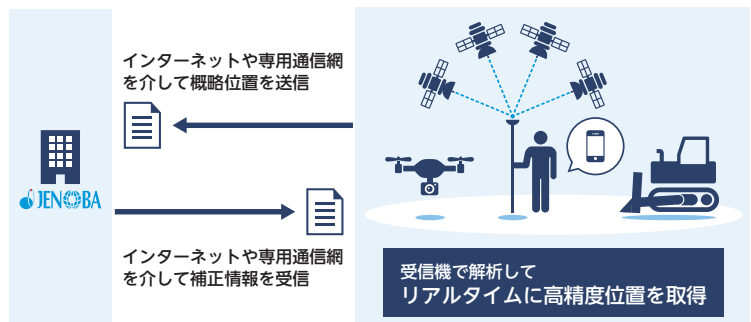 インターネットや専用通信網
を介して概略位置を送信
JENOBA
インターネットや専用通信網
を介して補正情報を受信
受信機で解析して
リアルタイムに高精度位置を取得